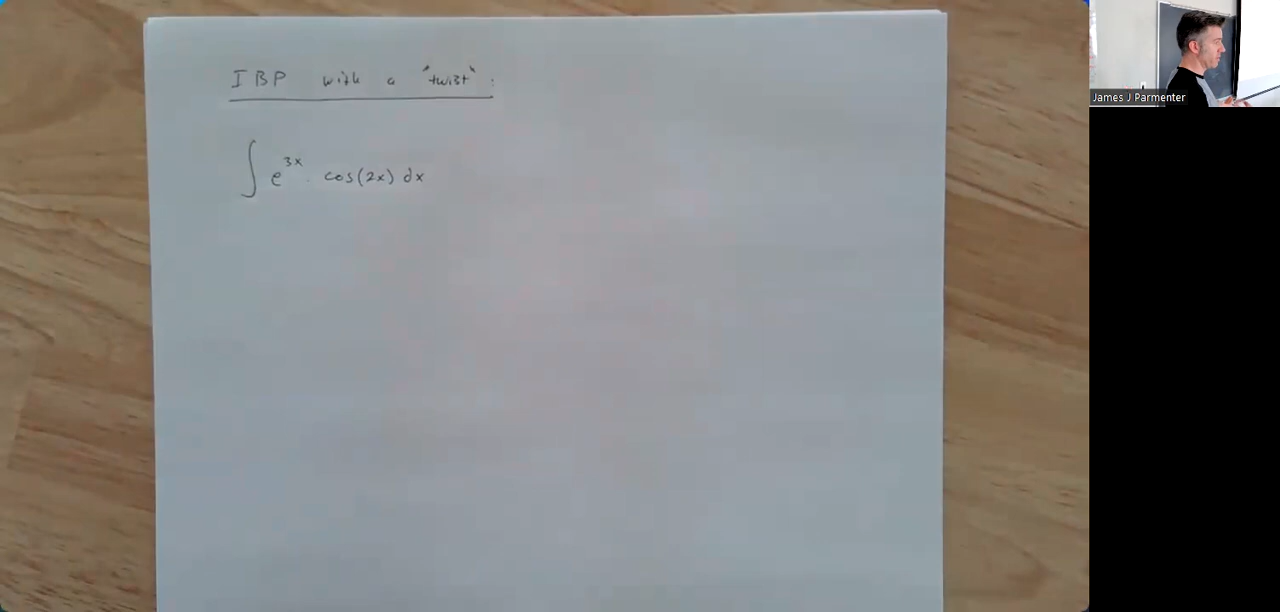 IBP with a "twist":
∫ e^{3x} · cos(2x) dx
James J Parmenter